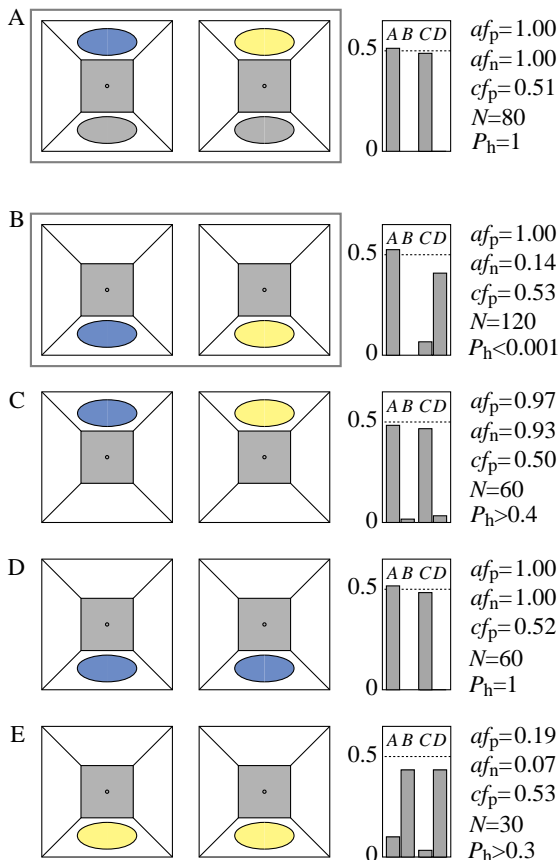 A
0.5
0
af_p=1.00
af_n=1.00
cf_p=0.51
N=80
P_h=1
B
A B C D
0.5
0
af_p=1.00
af_n=0.14
cf_p=0.53
N=120
P_h<0.001
C
A B C D
0.5
0
af_p=0.97
af_n=0.93
cf_p=0.50
N=60
P_h>0.4
D
A B C D
0.5
0
af_p=1.00
af_n=1.00
cf_p=0.52
N=60
P_h=1
E
A B C D
0.5
0
af_p=0.19
af_n=0.07
cf_p=0.53
N=30
P_h>0.3
A B C D